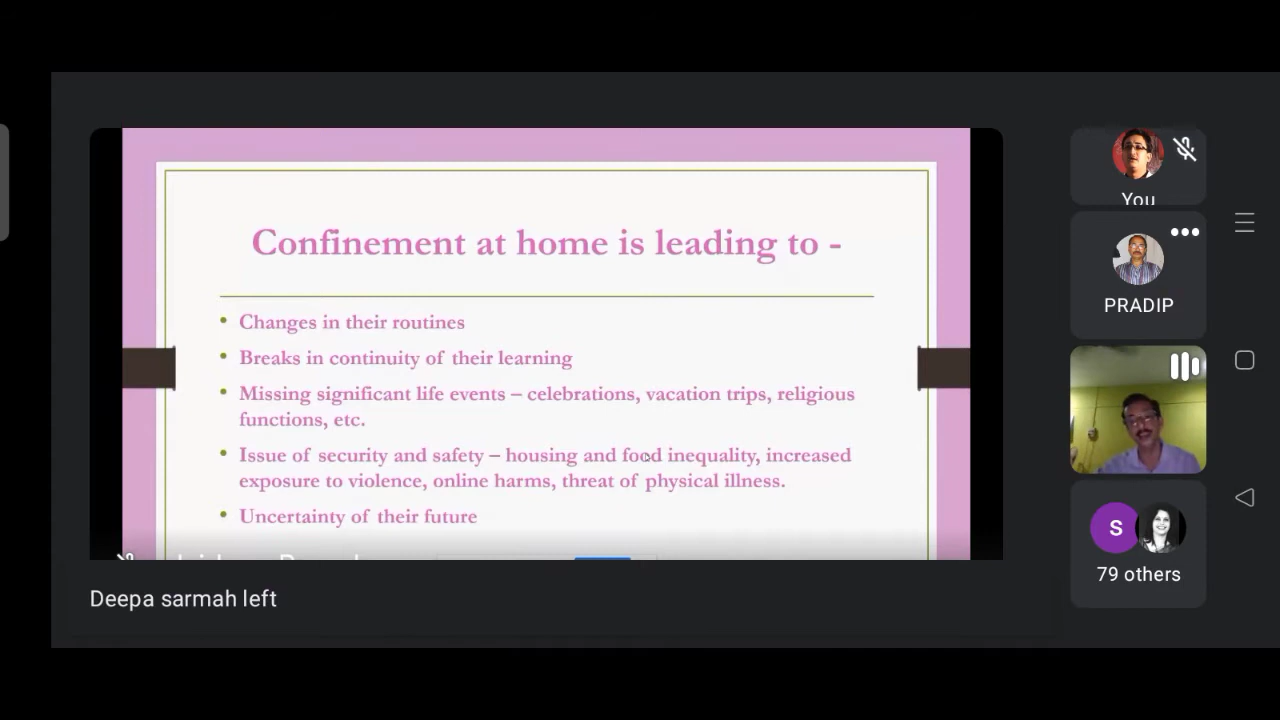 Confinement at home is leading to -
• Changes in their routines
• Breaks in continuity of their learning
• Missing significant life events – celebrations, vacation trips, religious
functions, etc.
• Issue of security and safety – housing and food inequality, increased
exposure to violence, online harms, threat of physical illness.
• Uncertainty of their future
Deepa sarmah left
You
PRADIP
S
79 others